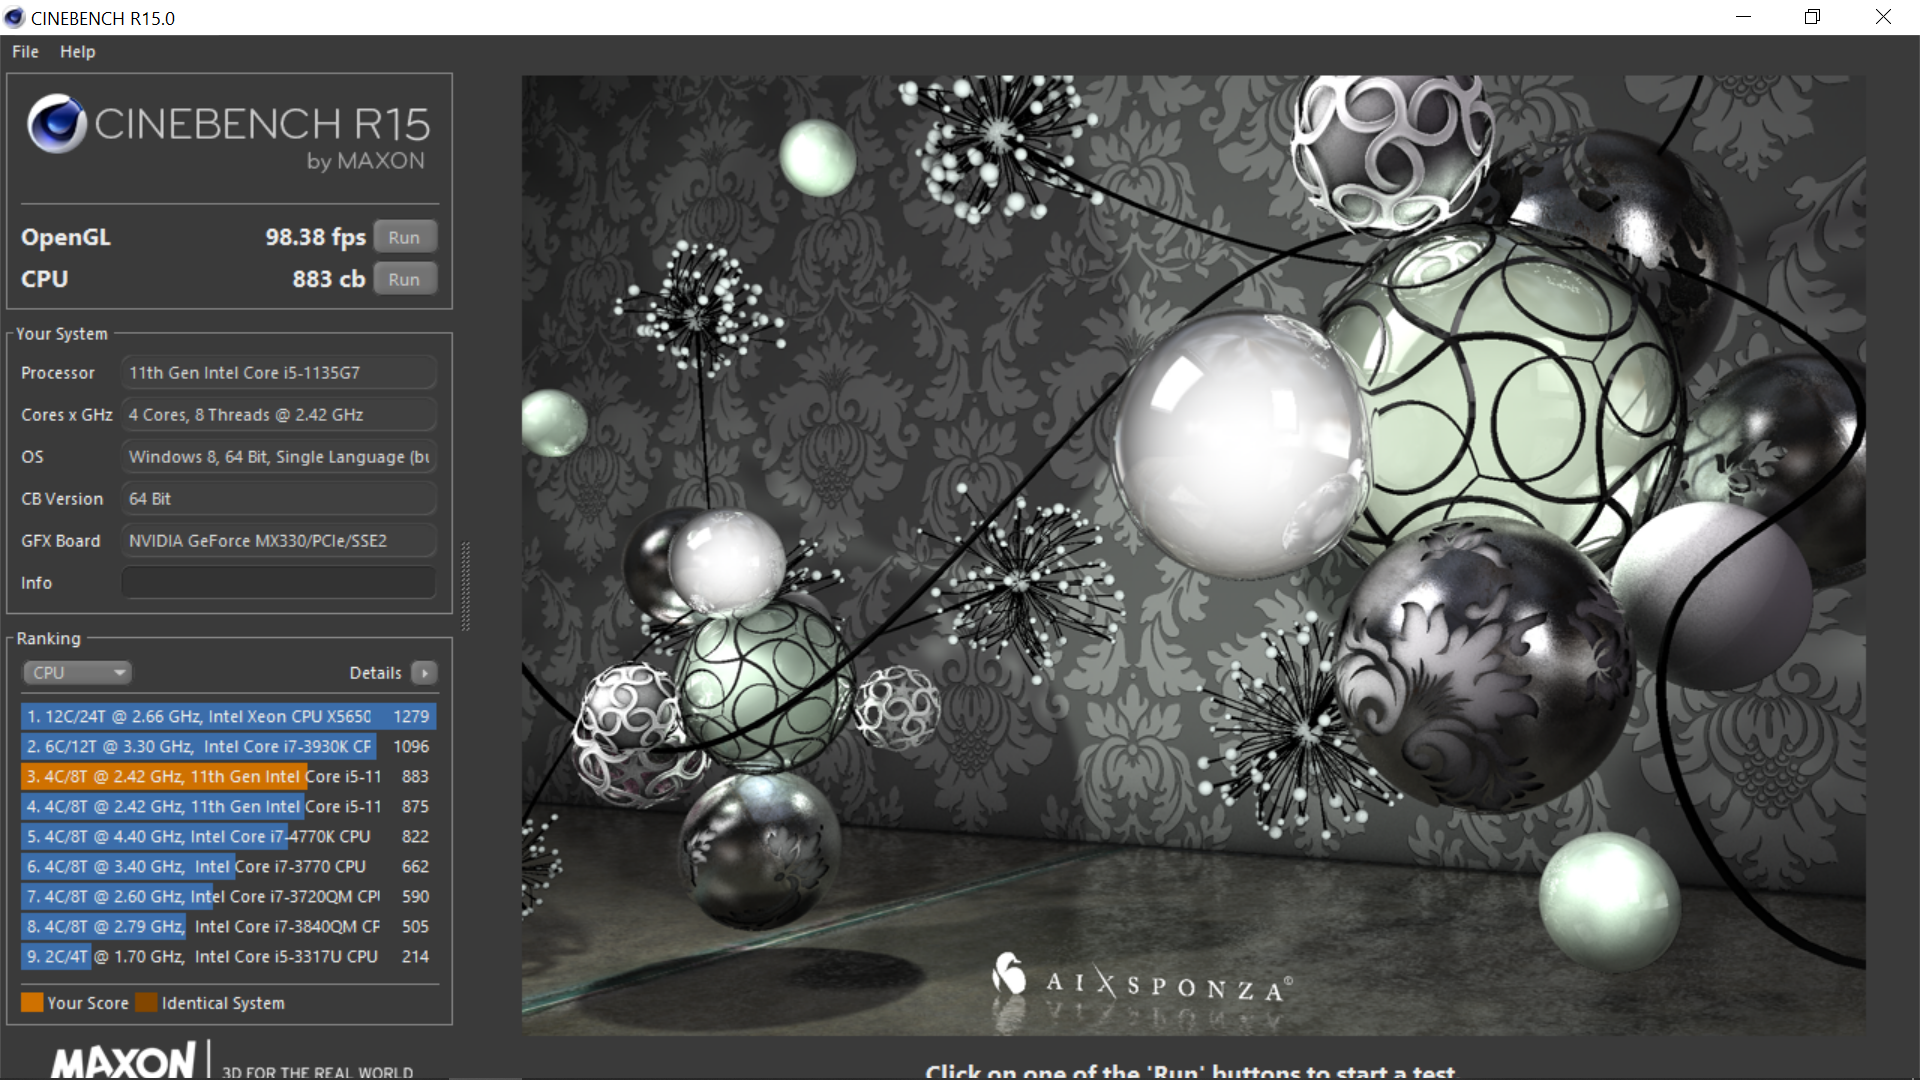 CINEBENCH R15.0
File Help
CINEBENCH R15
by MAXON
OpenGL 98.38 fps Run
CPU 883 cb Run
Your System
Processor 11th Gen Intel Core i5-1135G7
Cores x GHz 4 Cores, 8 Threads @ 2.42 GHz
OS Windows 8, 64 Bit, Single Language (bu
CB Version 64 Bit
GFX Board NVIDIA GeForce MX330/PCIe/SSE2
Info
Ranking
CPU Details
1. 12C/24T @ 2.66 GHz, Intel Xeon CPU X5650 1279
2. 6C/12T @ 3.30 GHz, Intel Core i7-3930K CP 1096
3. 4C/8T @ 2.42 GHz, 11th Gen Intel Core i5-11 883
4. 4C/8T @ 2.42 GHz, 11th Gen Intel Core i5-11 875
5. 4C/8T @ 4.40 GHz, Intel Core i7-4770K CPU 822
6. 4C/8T @ 3.40 GHz, Intel Core i7-3770 CPU 662
7. 4C/8T @ 2.60 GHz, Intel Core i7-3720QM CPU 590
8. 4C/8T @ 2.79 GHz, Intel Core i7-3840QM CP 505
9. 2C/4T @ 1.70 GHz, Intel Core i5-3317U CPU 214
Your Score Identical System
MAXON 3D FOR THE REAL WORLD
AIXSPONZA®
Click on one of the 'Run' buttons to start a test.